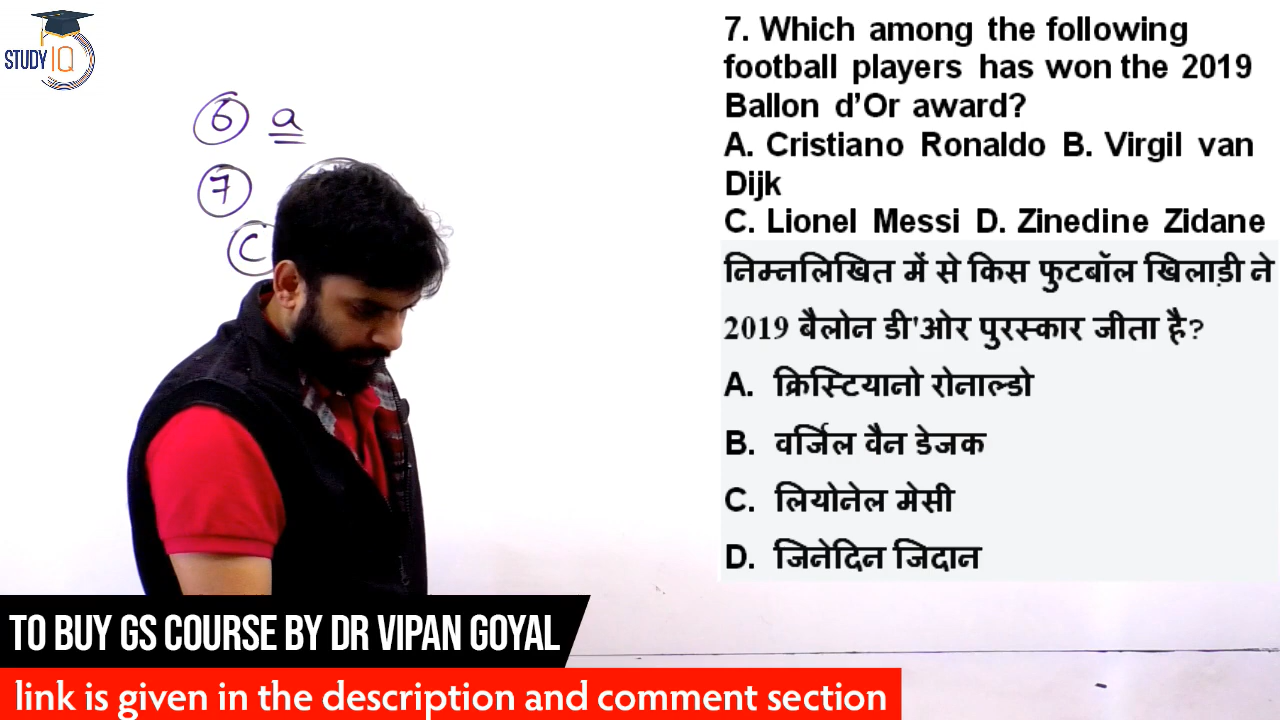 STUDY IQ
6 a
7
C
7. Which among the following
football players has won the 2019
Ballon d’Or award?
A. Cristiano Ronaldo B. Virgil van
Dijk
C. Lionel Messi D. Zinedine Zidane
निम्नलिखित में से किस फुटबॉल खिलाड़ी ने
2019 बैलोन डी'ओर पुरस्कार जीता है?
A. क्रिस्टियानो रोनाल्डो
B. वर्जिल वैन डेजक
C. लियोनेल मेसी
D. जिनेदिन जिदान
TO BUY GS COURSE BY DR VIPAN GOYAL
link is given in the description and comment section